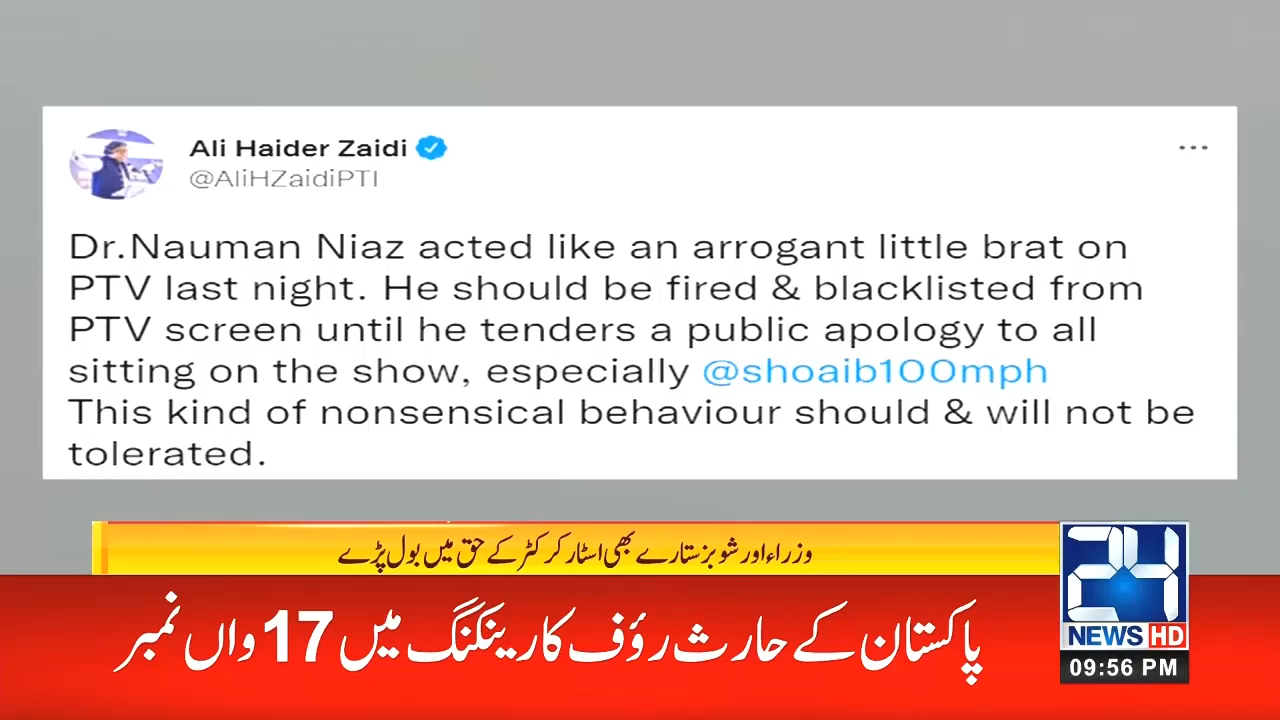 Ali Haider Zaidi
@AliHZaidiPTI
Dr.Nauman Niaz acted like an arrogant little brat on
PTV last night. He should be fired & blacklisted from
PTV screen until he tenders a public apology to all
sitting on the show, especially @shoaib100mph
This kind of nonsensical behaviour should & will not be
tolerated.
وزراء اور شوبز ستارے بھی اسٹار کرکٹر کے حق میں بول پڑے
پاکستان کے حارث رؤف کا رینکنگ میں 17 واں نمبر
24
NEWS HD
09:56 PM